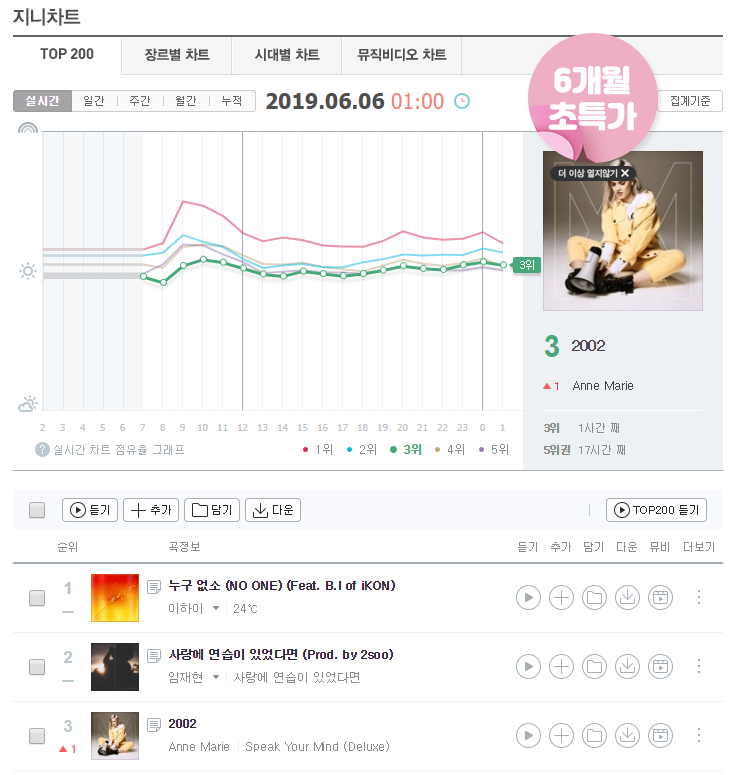 지니차트
TOP 200 장르별 차트 시대별 차트 뮤직비디오 차트
6개월
초특가
더 이상 열지않기 ✕
실시간 일간 주간 월간 누적 2019.06.06 01:00 집계기준
3위
2 3 4 5 6 7 8 9 10 11 12 13 14 15 16 17 18 19 20 21 22 23 0 1
? 실시간 차트 점유율 그래프 1위 2위 3위 4위 5위
3 2002
▲ 1 Anne Marie
3위 1시간 째
5위권 17시간 째
듣기 추가 담기 다운 TOP200 듣기
순위 곡정보 듣기 추가 담기 다운 뮤비 더보기
1 누구 없소 (NO ONE) (Feat. B.I of iKON)
이하이 24℃
2 사랑에 연습이 있었다면 (Prod. by 2soo)
임재현 사랑에 연습이 있었다면
3 2002
▲ 1 Anne Marie Speak Your Mind (Deluxe)